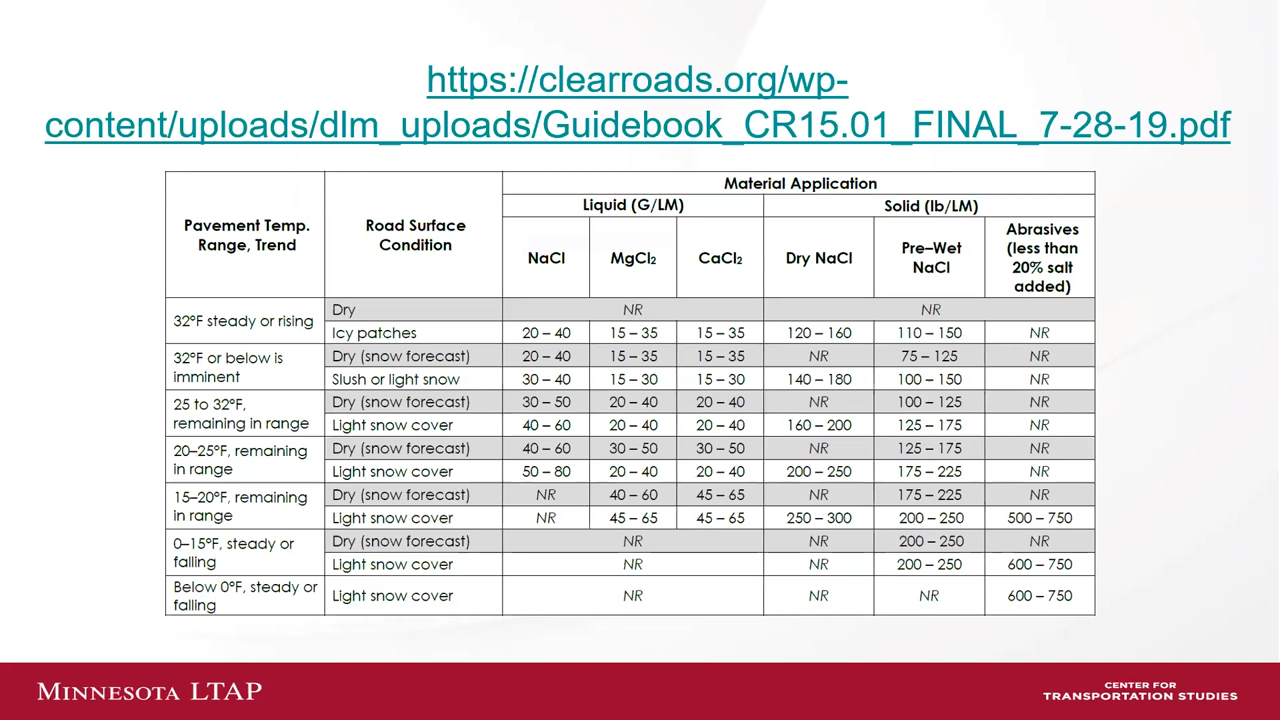 https://clearroads.org/wp-
content/uploads/dlm_uploads/Guidebook_CR15.01_FINAL_7-28-19.pdf
Pavement Temp. Range, Trend | Road Surface Condition | Material Application
Liquid (G/LM) | Solid (lb/LM)
NaCl | MgCl₂ | CaCl₂ | Dry NaCl | Pre–Wet NaCl | Abrasives (less than 20% salt added)
32°F steady or rising | Dry | NR | NR
Icy patches | 20 – 40 | 15 – 35 | 15 – 35 | 120 – 160 | 110 – 150 | NR
32°F or below is imminent | Dry (snow forecast) | 20 – 40 | 15 – 35 | 15 – 35 | NR | 75 – 125 | NR
Slush or light snow | 30 – 40 | 15 – 30 | 15 – 30 | 140 – 180 | 100 – 150 | NR
25 to 32°F, remaining in range | Dry (snow forecast) | 30 – 50 | 20 – 40 | 20 – 40 | NR | 100 – 125 | NR
Light snow cover | 40 – 60 | 20 – 40 | 20 – 40 | 160 – 200 | 125 – 175 | NR
20–25°F, remaining in range | Dry (snow forecast) | 40 – 60 | 30 – 50 | 30 – 50 | NR | 125 – 175 | NR
Light snow cover | 50 – 80 | 20 – 40 | 20 – 40 | 200 – 250 | 175 – 225 | NR
15–20°F, remaining in range | Dry (snow forecast) | NR | 40 – 60 | 45 – 65 | NR | 175 – 225 | NR
Light snow cover | NR | 45 – 65 | 45 – 65 | 250 – 300 | 200 – 250 | 500 – 750
0–15°F, steady or falling | Dry (snow forecast) | NR | NR | 200 – 250 | NR
Light snow cover | NR | NR | 200 – 250 | 600 – 750
Below 0°F, steady or falling | Light snow cover | NR | NR | NR | 600 – 750
MINNESOTA LTAP
CENTER FOR
TRANSPORTATION STUDIES